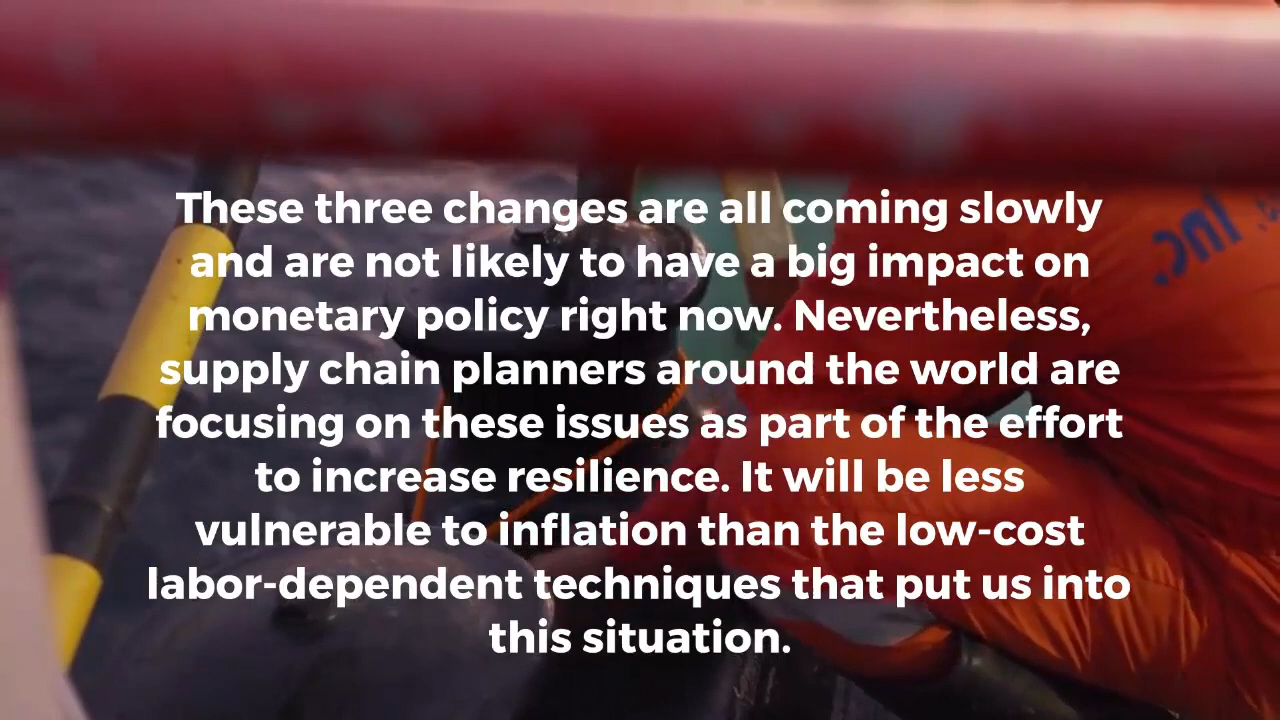 These three changes are all coming slowly
and are not likely to have a big impact on
monetary policy right now. Nevertheless,
supply chain planners around the world are
focusing on these issues as part of the effort
to increase resilience. It will be less
vulnerable to inflation than the low-cost
labor-dependent techniques that put us into
this situation.
Inc.